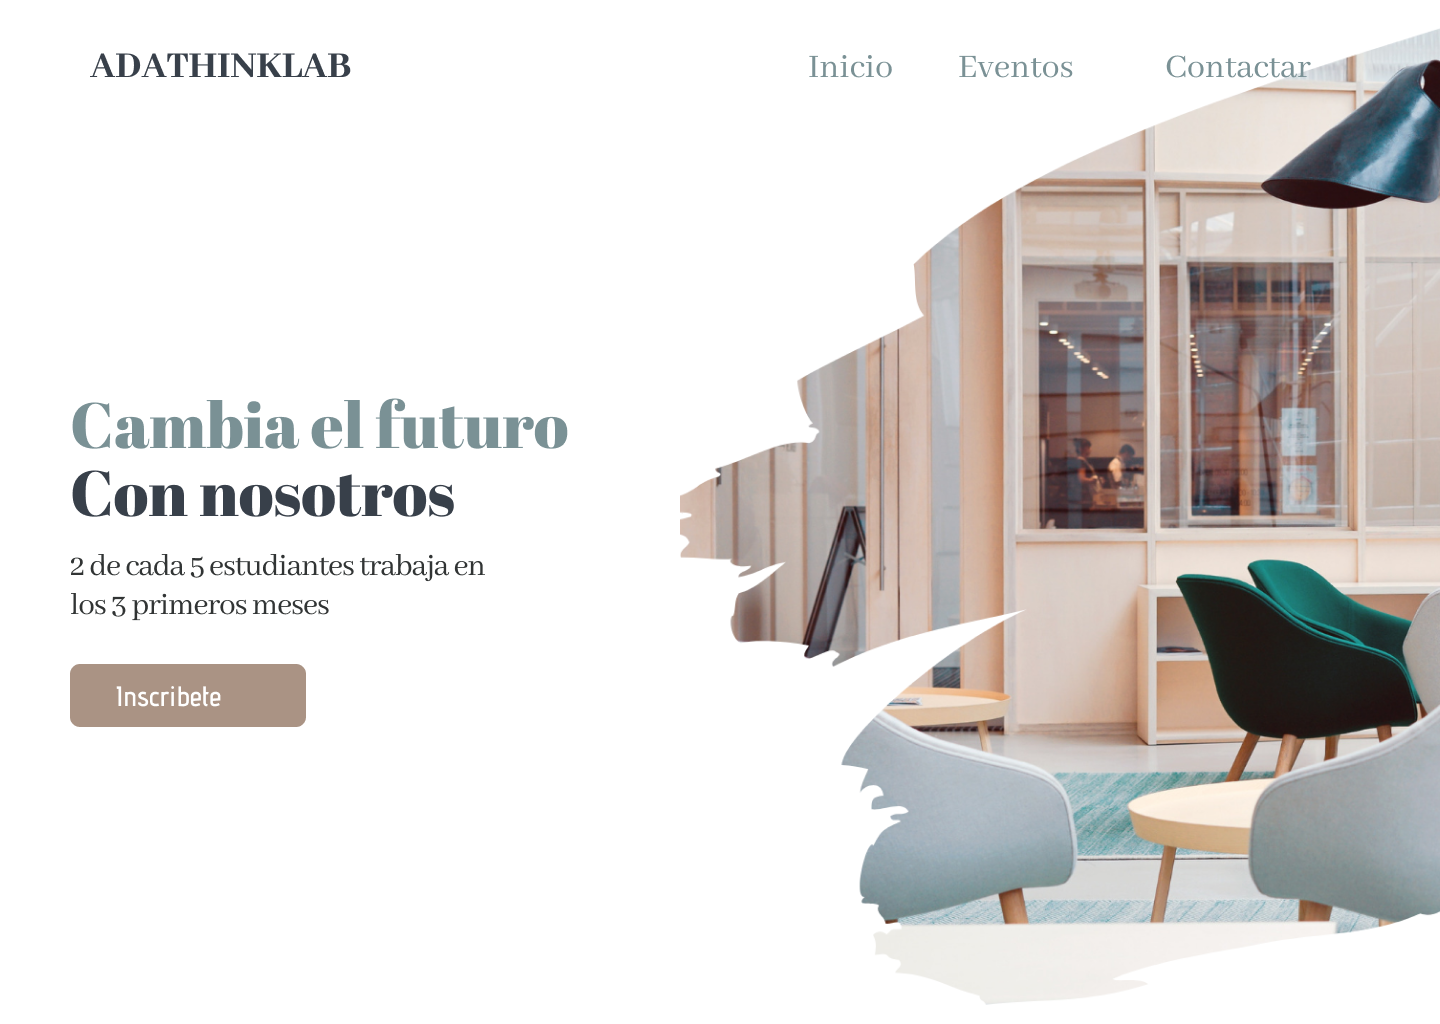 ADATHINKLAB
Inicio Eventos Contactar
Cambia el futuro
Con nosotros
2 de cada 5 estudiantes trabaja en
los 3 primeros meses
Inscribete